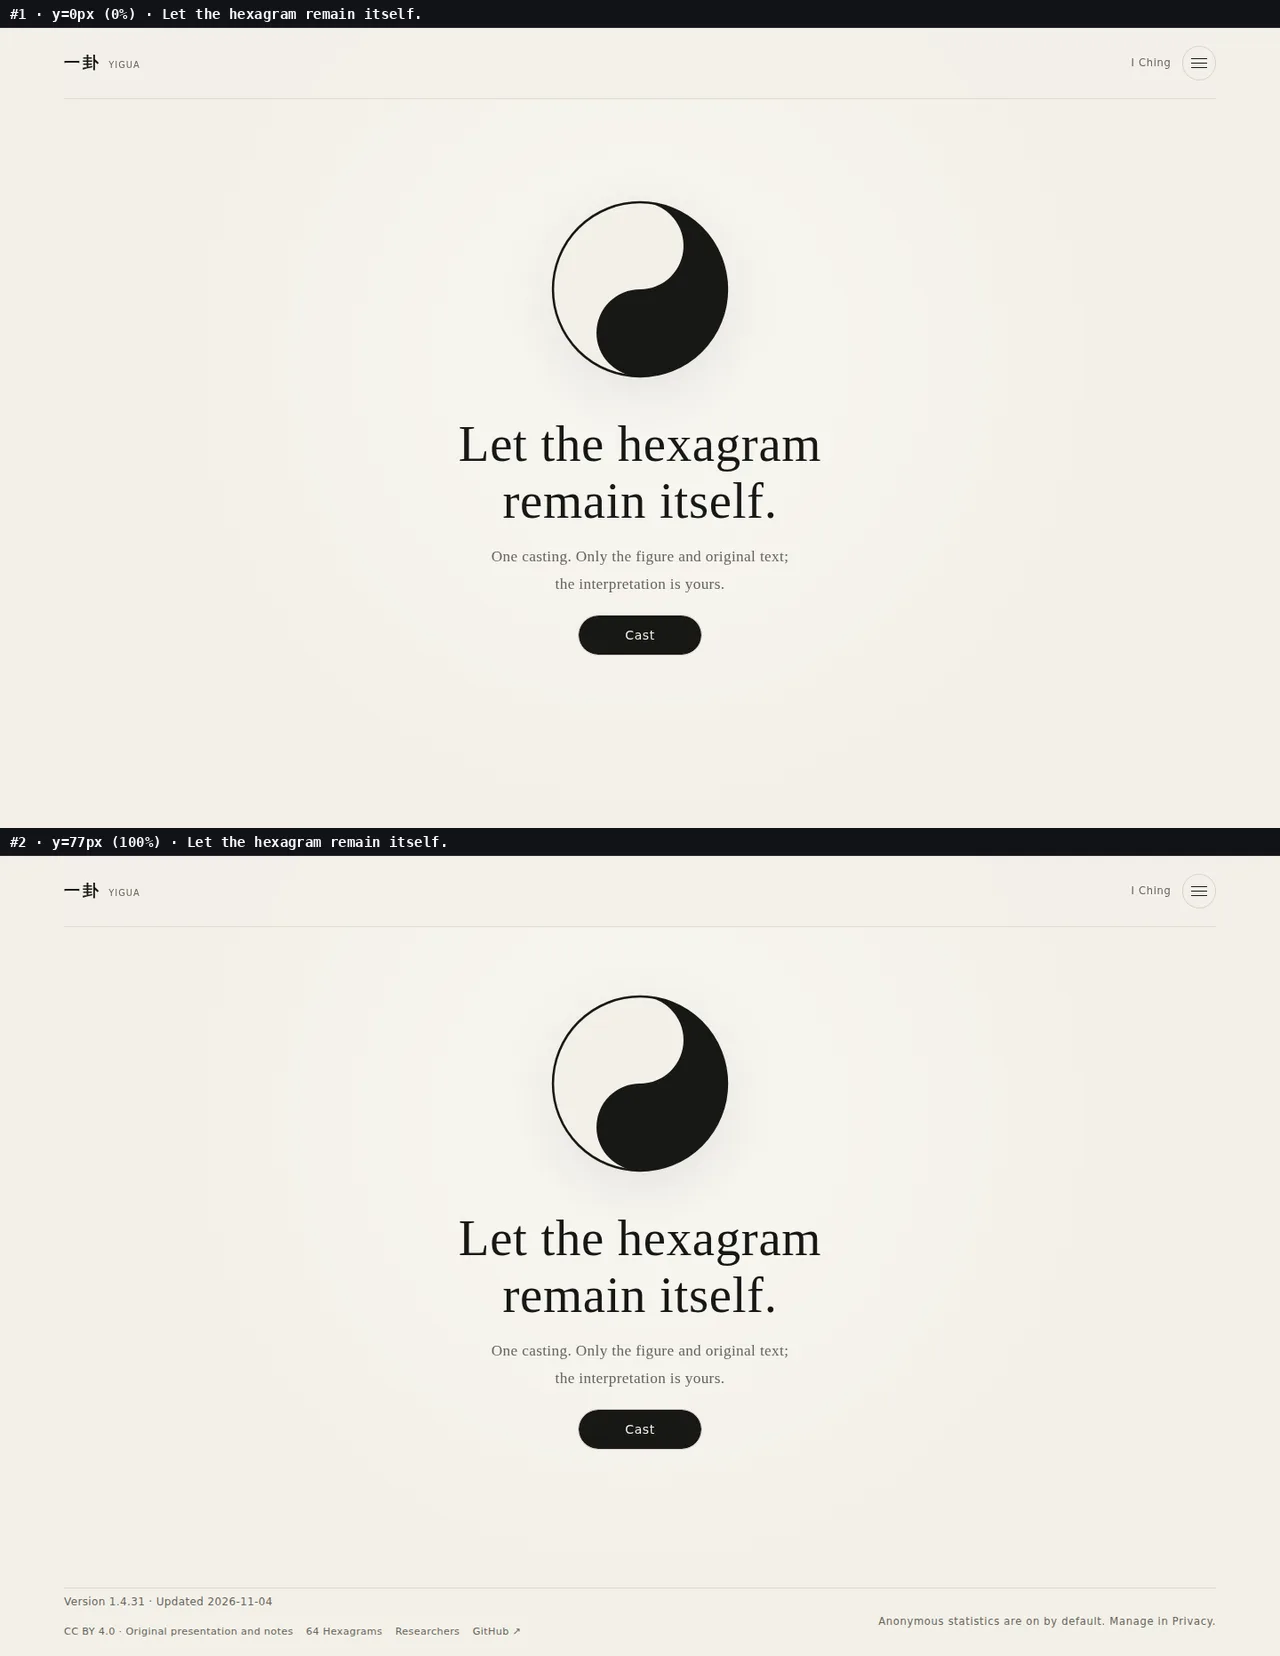 #1 · y=0px (0%) · Let the hexagram remain itself.
一卦 YIGUA
I Ching
Let the hexagram
remain itself.
One casting. Only the figure and original text;
the interpretation is yours.
Cast
#2 · y=77px (100%) · Let the hexagram remain itself.
一卦 YIGUA
I Ching
Let the hexagram
remain itself.
One casting. Only the figure and original text;
the interpretation is yours.
Cast
Version 1.4.31 · Updated 2026-11-04
CC BY 4.0 · Original presentation and notes 64 Hexagrams Researchers GitHub ↗
Anonymous statistics are on by default. Manage in Privacy.